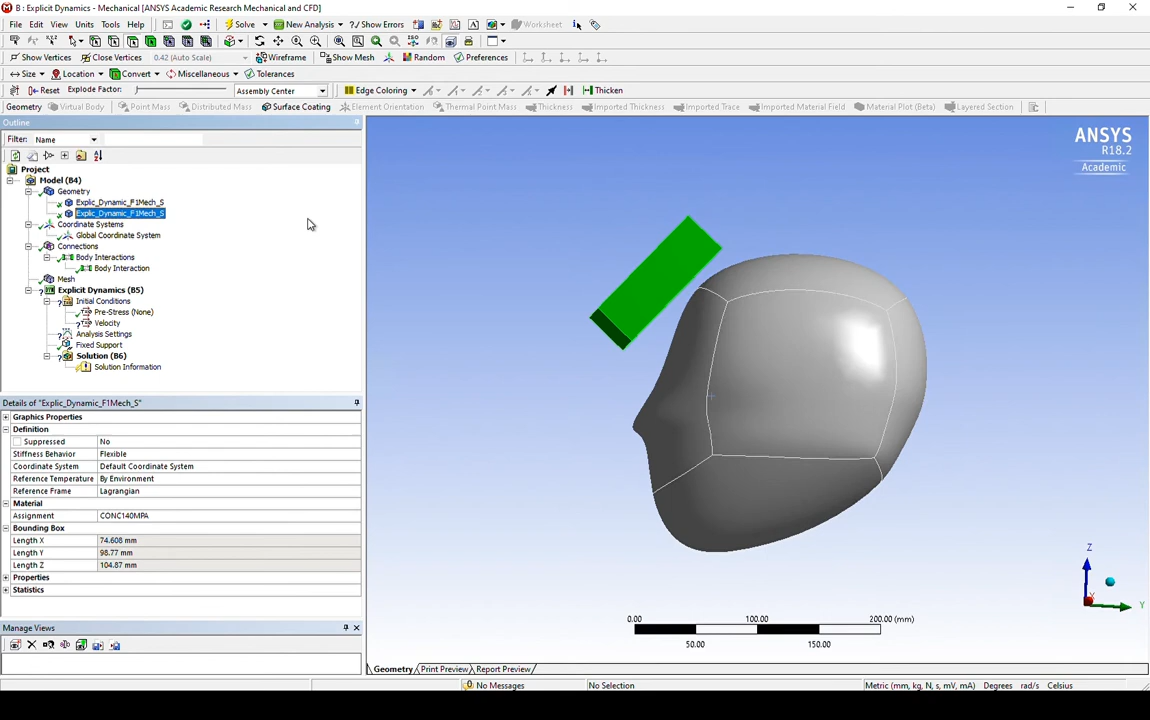 B : Explicit Dynamics - Mechanical [ANSYS Academic Research Mechanical and CFD]
File Edit View Units Tools Help Solve New Analysis Show Errors Worksheet
Show Vertices Close Vertices 0.42 (Auto Scale) Wireframe Show Mesh Random Preferences
Size Location Convert Miscellaneous Tolerances
Reset Explode Factor: Assembly Center Edge Coloring Thicken
Geometry Virtual Body Point Mass Distributed Mass Surface Coating Element Orientation Thermal Point Mass Thickness Imported Thickness Imported Trace Imported Material Field Material Plot (Beta) Layered Section
Outline
Filter: Name
Project
Model (B4)
Geometry
Explic_Dynamic_F1Mech_S
Explic_Dynamic_F1Mech_S
Coordinate Systems
Global Coordinate System
Connections
Body Interactions
Body Interaction
Mesh
Explicit Dynamics (B5)
Initial Conditions
Pre-Stress (None)
Velocity
Analysis Settings
Fixed Support
Solution (B6)
Solution Information
Details of "Explic_Dynamic_F1Mech_S"
Graphics Properties
Definition
Suppressed No
Stiffness Behavior Flexible
Coordinate System Default Coordinate System
Reference Temperature By Environment
Reference Frame Lagrangian
Material
Assignment CONC140MPA
Bounding Box
Length X 74.608 mm
Length Y 98.77 mm
Length Z 104.87 mm
Properties
Statistics
Manage Views
ANSYS
R18.2
Academic
Z
Y
X
0.00 100.00 200.00 (mm)
50.00 150.00
Geometry Print Preview Report Preview
No Messages No Selection Metric (mm, kg, N, s, mV, mA) Degrees rad/s Celsius